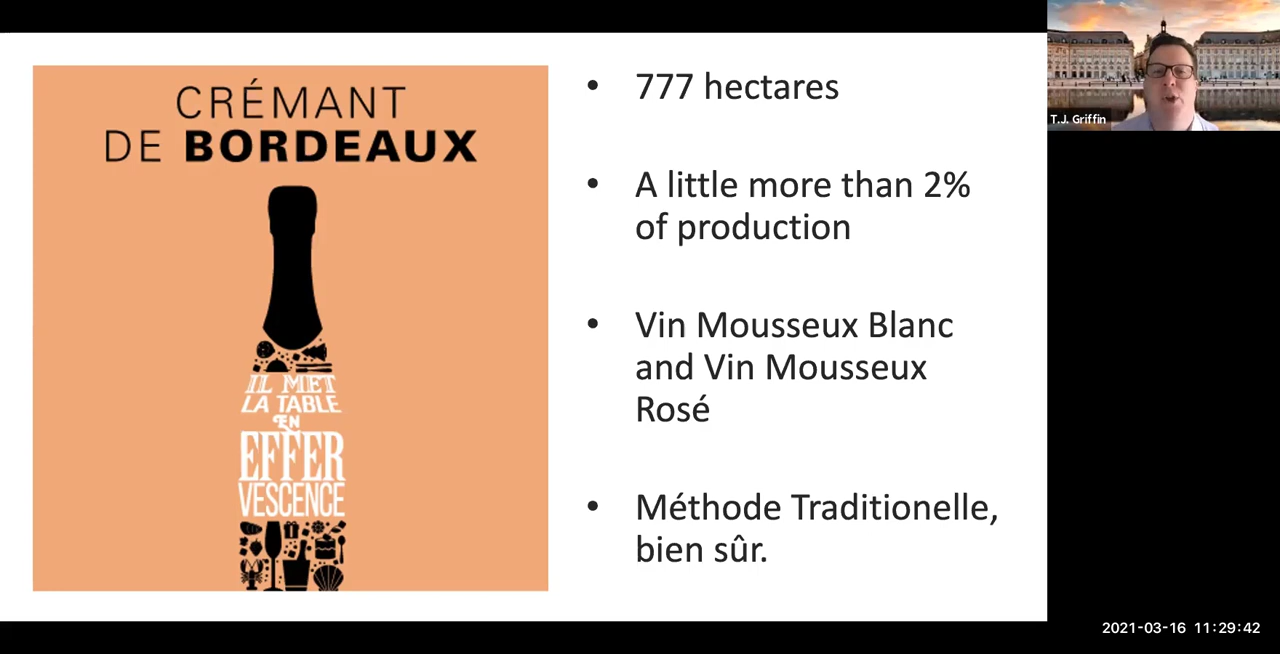 CRÉMANT
DE BORDEAUX
IL MET
LA TABLE
EN
EFFER
VESCENCE
• 777 hectares
• A little more than 2%
of production
• Vin Mousseux Blanc
and Vin Mousseux
Rosé
• Méthode Traditionelle,
bien sûr.
T.J. Griffin
2021-03-16 11:29:42